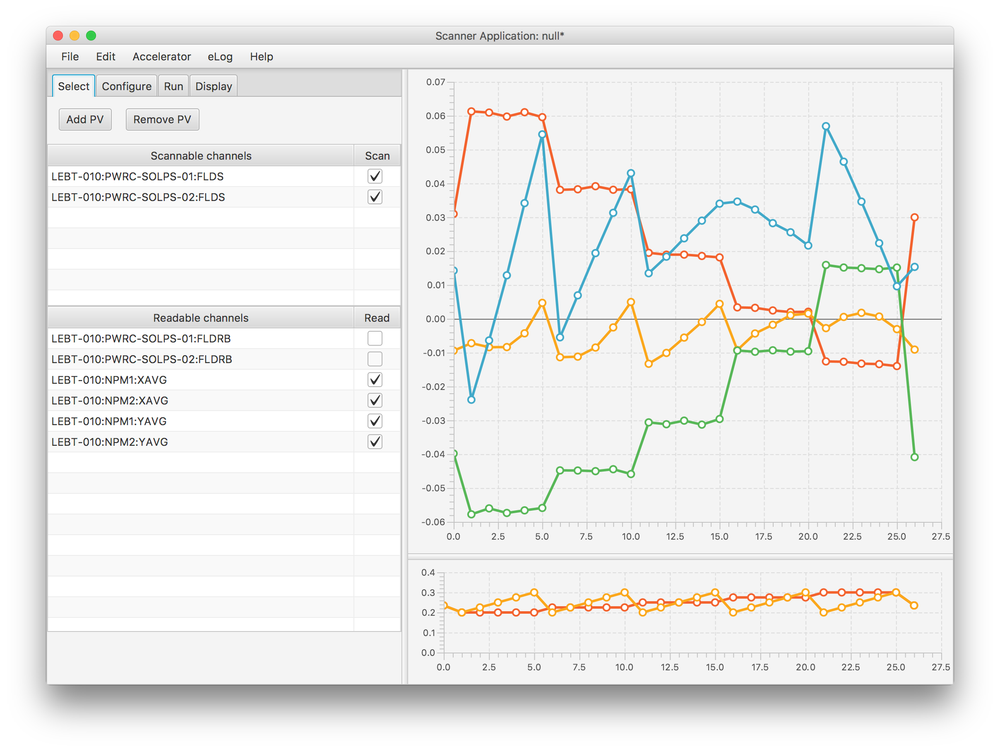 Scanner Application: null*
File Edit Accelerator eLog Help
Select Configure Run Display
Add PV Remove PV
Scannable channels Scan
LEBT-010:PWRC-SOLPS-01:FLDS
LEBT-010:PWRC-SOLPS-02:FLDS
Readable channels Read
LEBT-010:PWRC-SOLPS-01:FLDRB
LEBT-010:PWRC-SOLPS-02:FLDRB
LEBT-010:NPM1:XAVG
LEBT-010:NPM2:XAVG
LEBT-010:NPM1:YAVG
LEBT-010:NPM2:YAVG
0.07
0.06
0.05
0.04
0.03
0.02
0.01
0.00
-0.01
-0.02
-0.03
-0.04
-0.05
-0.06
0.0 2.5 5.0 7.5 10.0 12.5 15.0 17.5 20.0 22.5 25.0 27.5
0.4
0.3
0.2
0.1
0.0
0.0 2.5 5.0 7.5 10.0 12.5 15.0 17.5 20.0 22.5 25.0 27.5